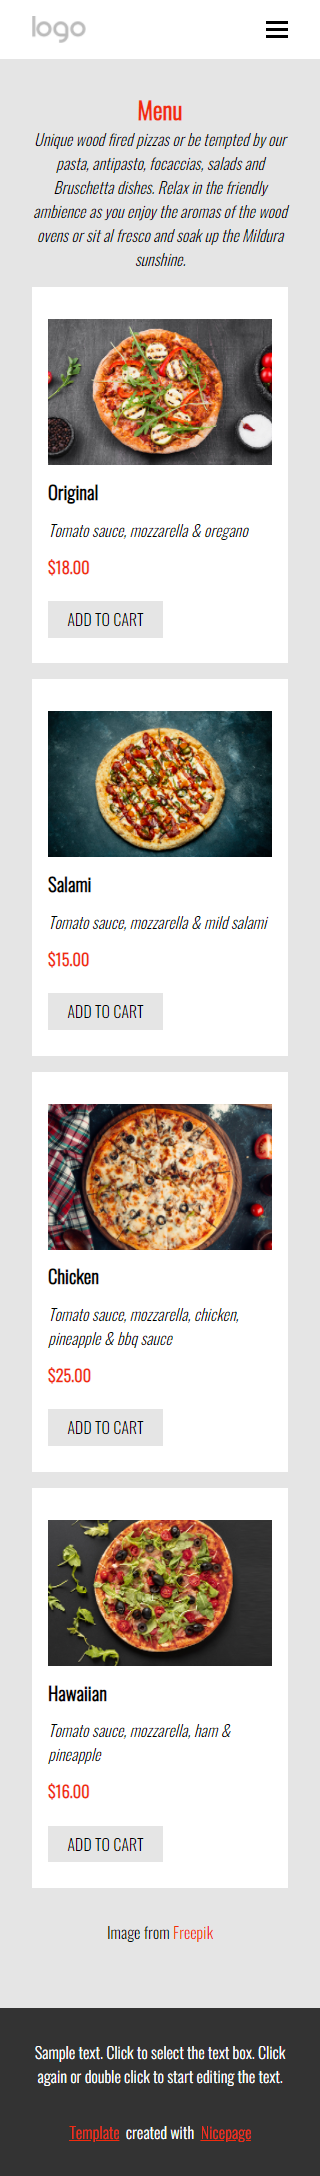 logo
Menu
Unique wood fired pizzas or be tempted by our
pasta, antipasto, focaccias, salads and
Bruschetta dishes. Relax in the friendly
ambience as you enjoy the aromas of the wood
ovens or sit al fresco and soak up the Mildura
sunshine.
Original
Tomato sauce, mozzarella & oregano
$18.00
ADD TO CART
Salami
Tomato sauce, mozzarella & mild salami
$15.00
ADD TO CART
Chicken
Tomato sauce, mozzarella, chicken,
pineapple & bbq sauce
$25.00
ADD TO CART
Hawaiian
Tomato sauce, mozzarella, ham &
pineapple
$16.00
ADD TO CART
Image from Freepik
Sample text. Click to select the text box. Click
again or double click to start editing the text.
Template created with Nicepage